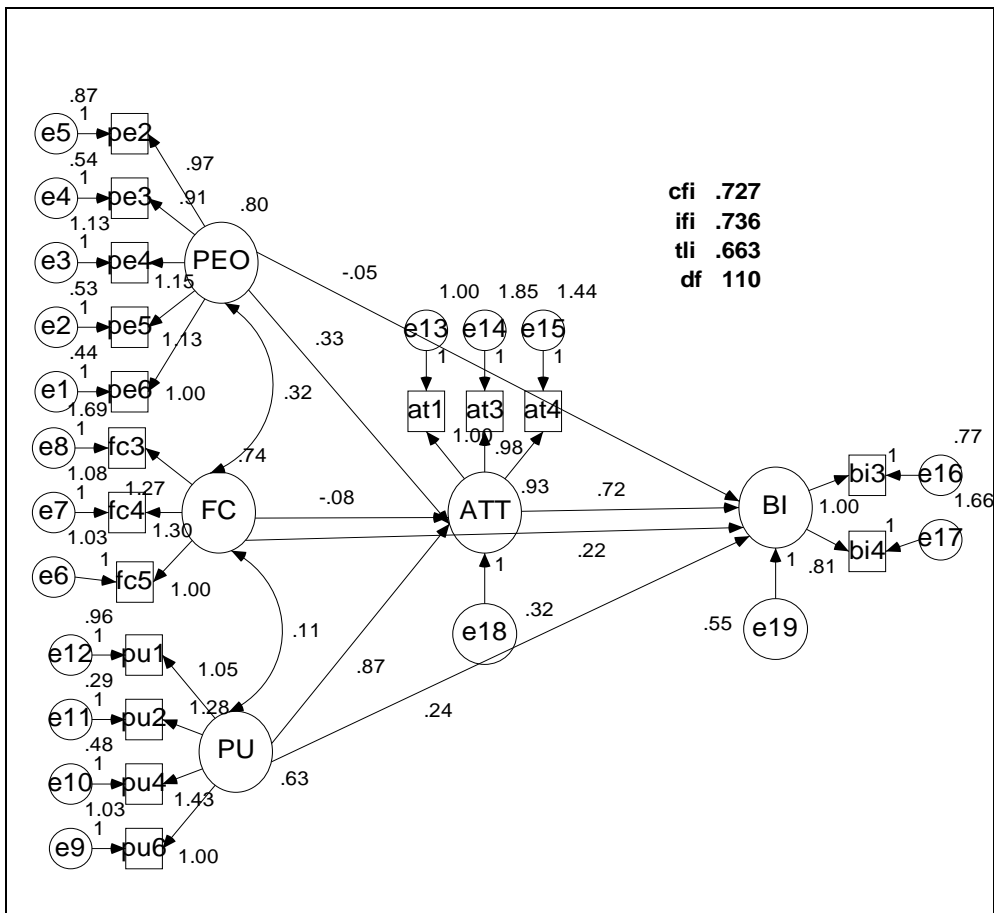 .87
1
e5 pe2
.97
.54
1
e4 pe3 .91 .80
1.13
1
e3 pe4 PEO
1.15
.53
1
e2 pe5 1.13
.44
1
e1 pe6 1.00
-.05
.33
.32
cfi .727
ifi .736
tli .663
df 110
1.00 1.85 1.44
e13 e14 e15
1 1 1
at1 at3 at4
1.00 .98
1.69
1
e8 fc3 .74
1.08
1
e7 fc4 1.27 FC
1.03 1.30
1
e6 fc5 1.00
-.08
ATT .93
.72
.22
BI
.77
1
bi3 e16
1.00 1.66
1
bi4 e17
.81
1
e18 .32
1
.55 e19
.11
.87
.24
.96
1
e12 pu1 1.05
.29
1
e11 pu2 1.28
.48
1
e10 pu4 PU .63
1.03 1.43
1
e9 pu6 1.00